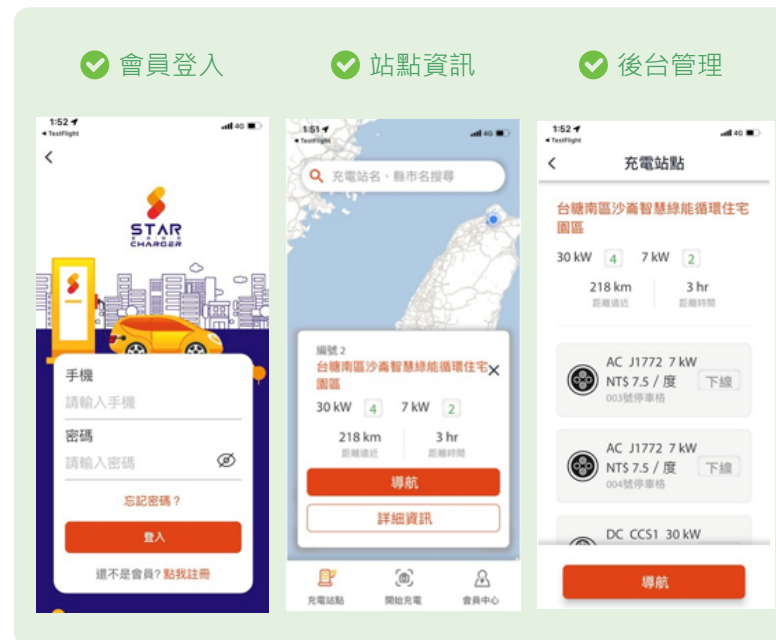 會員登入
站點資訊
後台管理
1:52
TestFlight
4G
STAR
CHARGER
手機
請輸入手機
密碼
請輸入密碼
忘記密碼？
登入
還不是會員? 點我註冊
1:51
TestFlight
4G
充電站名、縣市名搜尋
編號 2
台糖南區沙崙智慧綠能循環住宅
園區
30 kW 4 7 kW 2
218 km 3 hr
距離遠近 距離時間
導航
詳細資訊
充電站點 開始充電 會員中心
1:52
TestFlight
4G
充電站點
台糖南區沙崙智慧綠能循環住宅
園區
30 kW 4 7 kW 2
218 km 3 hr
距離遠近 距離時間
AC J1772 7 kW
NT$ 7.5 / 度 下線
003號停車格
AC J1772 7 kW
NT$ 7.5 / 度 下線
004號停車格
DC CCS1 30 kW
導航